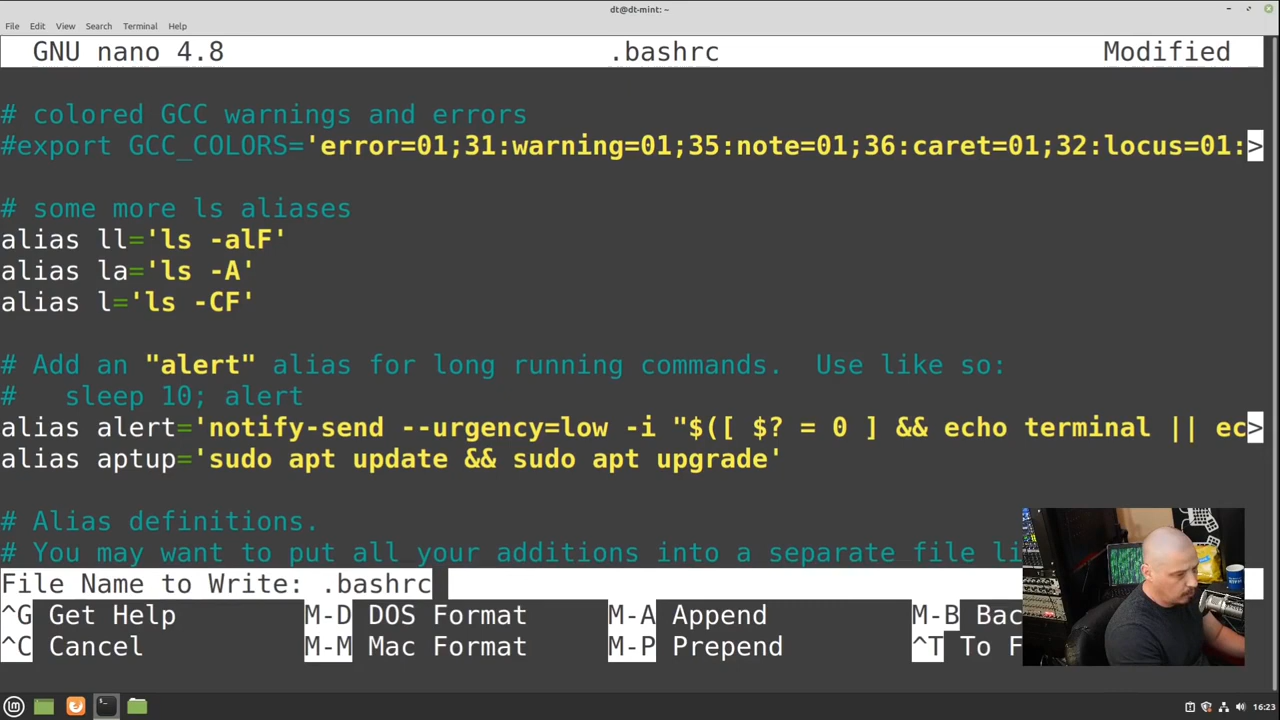 dt@dt-mint: ~
File Edit View Search Terminal Help
GNU nano 4.8 .bashrc Modified
# colored GCC warnings and errors
#export GCC_COLORS='error=01;31:warning=01;35:note=01;36:caret=01;32:locus=01:>
# some more ls aliases
alias ll='ls -alF'
alias la='ls -A'
alias l='ls -CF'
# Add an "alert" alias for long running commands.  Use like so:
#   sleep 10; alert
alias alert='notify-send --urgency=low -i "$([ $? = 0 ] && echo terminal || ec>
alias aptup='sudo apt update && sudo apt upgrade'
# Alias definitions.
# You may want to put all your additions into a separate file li
File Name to Write: .bashrc
^G Get Help M-D DOS Format M-A Append M-B Bac
^C Cancel M-M Mac Format M-P Prepend ^T To F
16:23